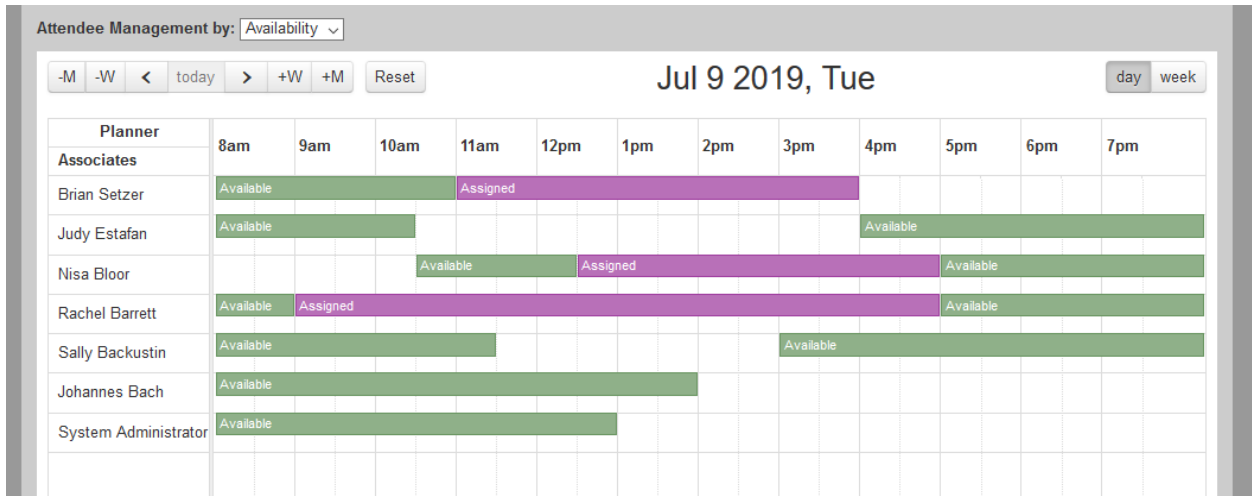 Attendee Management by: Availability
-M -W < today > +W +M Reset Jul 9 2019, Tue day week
Planner
8am 9am 10am 11am 12pm 1pm 2pm 3pm 4pm 5pm 6pm 7pm
Associates
Brian Setzer Available Assigned
Judy Estafan Available Available
Nisa Bloor Available Assigned Available
Rachel Barrett Available Assigned Available
Sally Backustin Available Available
Johannes Bach Available
System Administrator Available